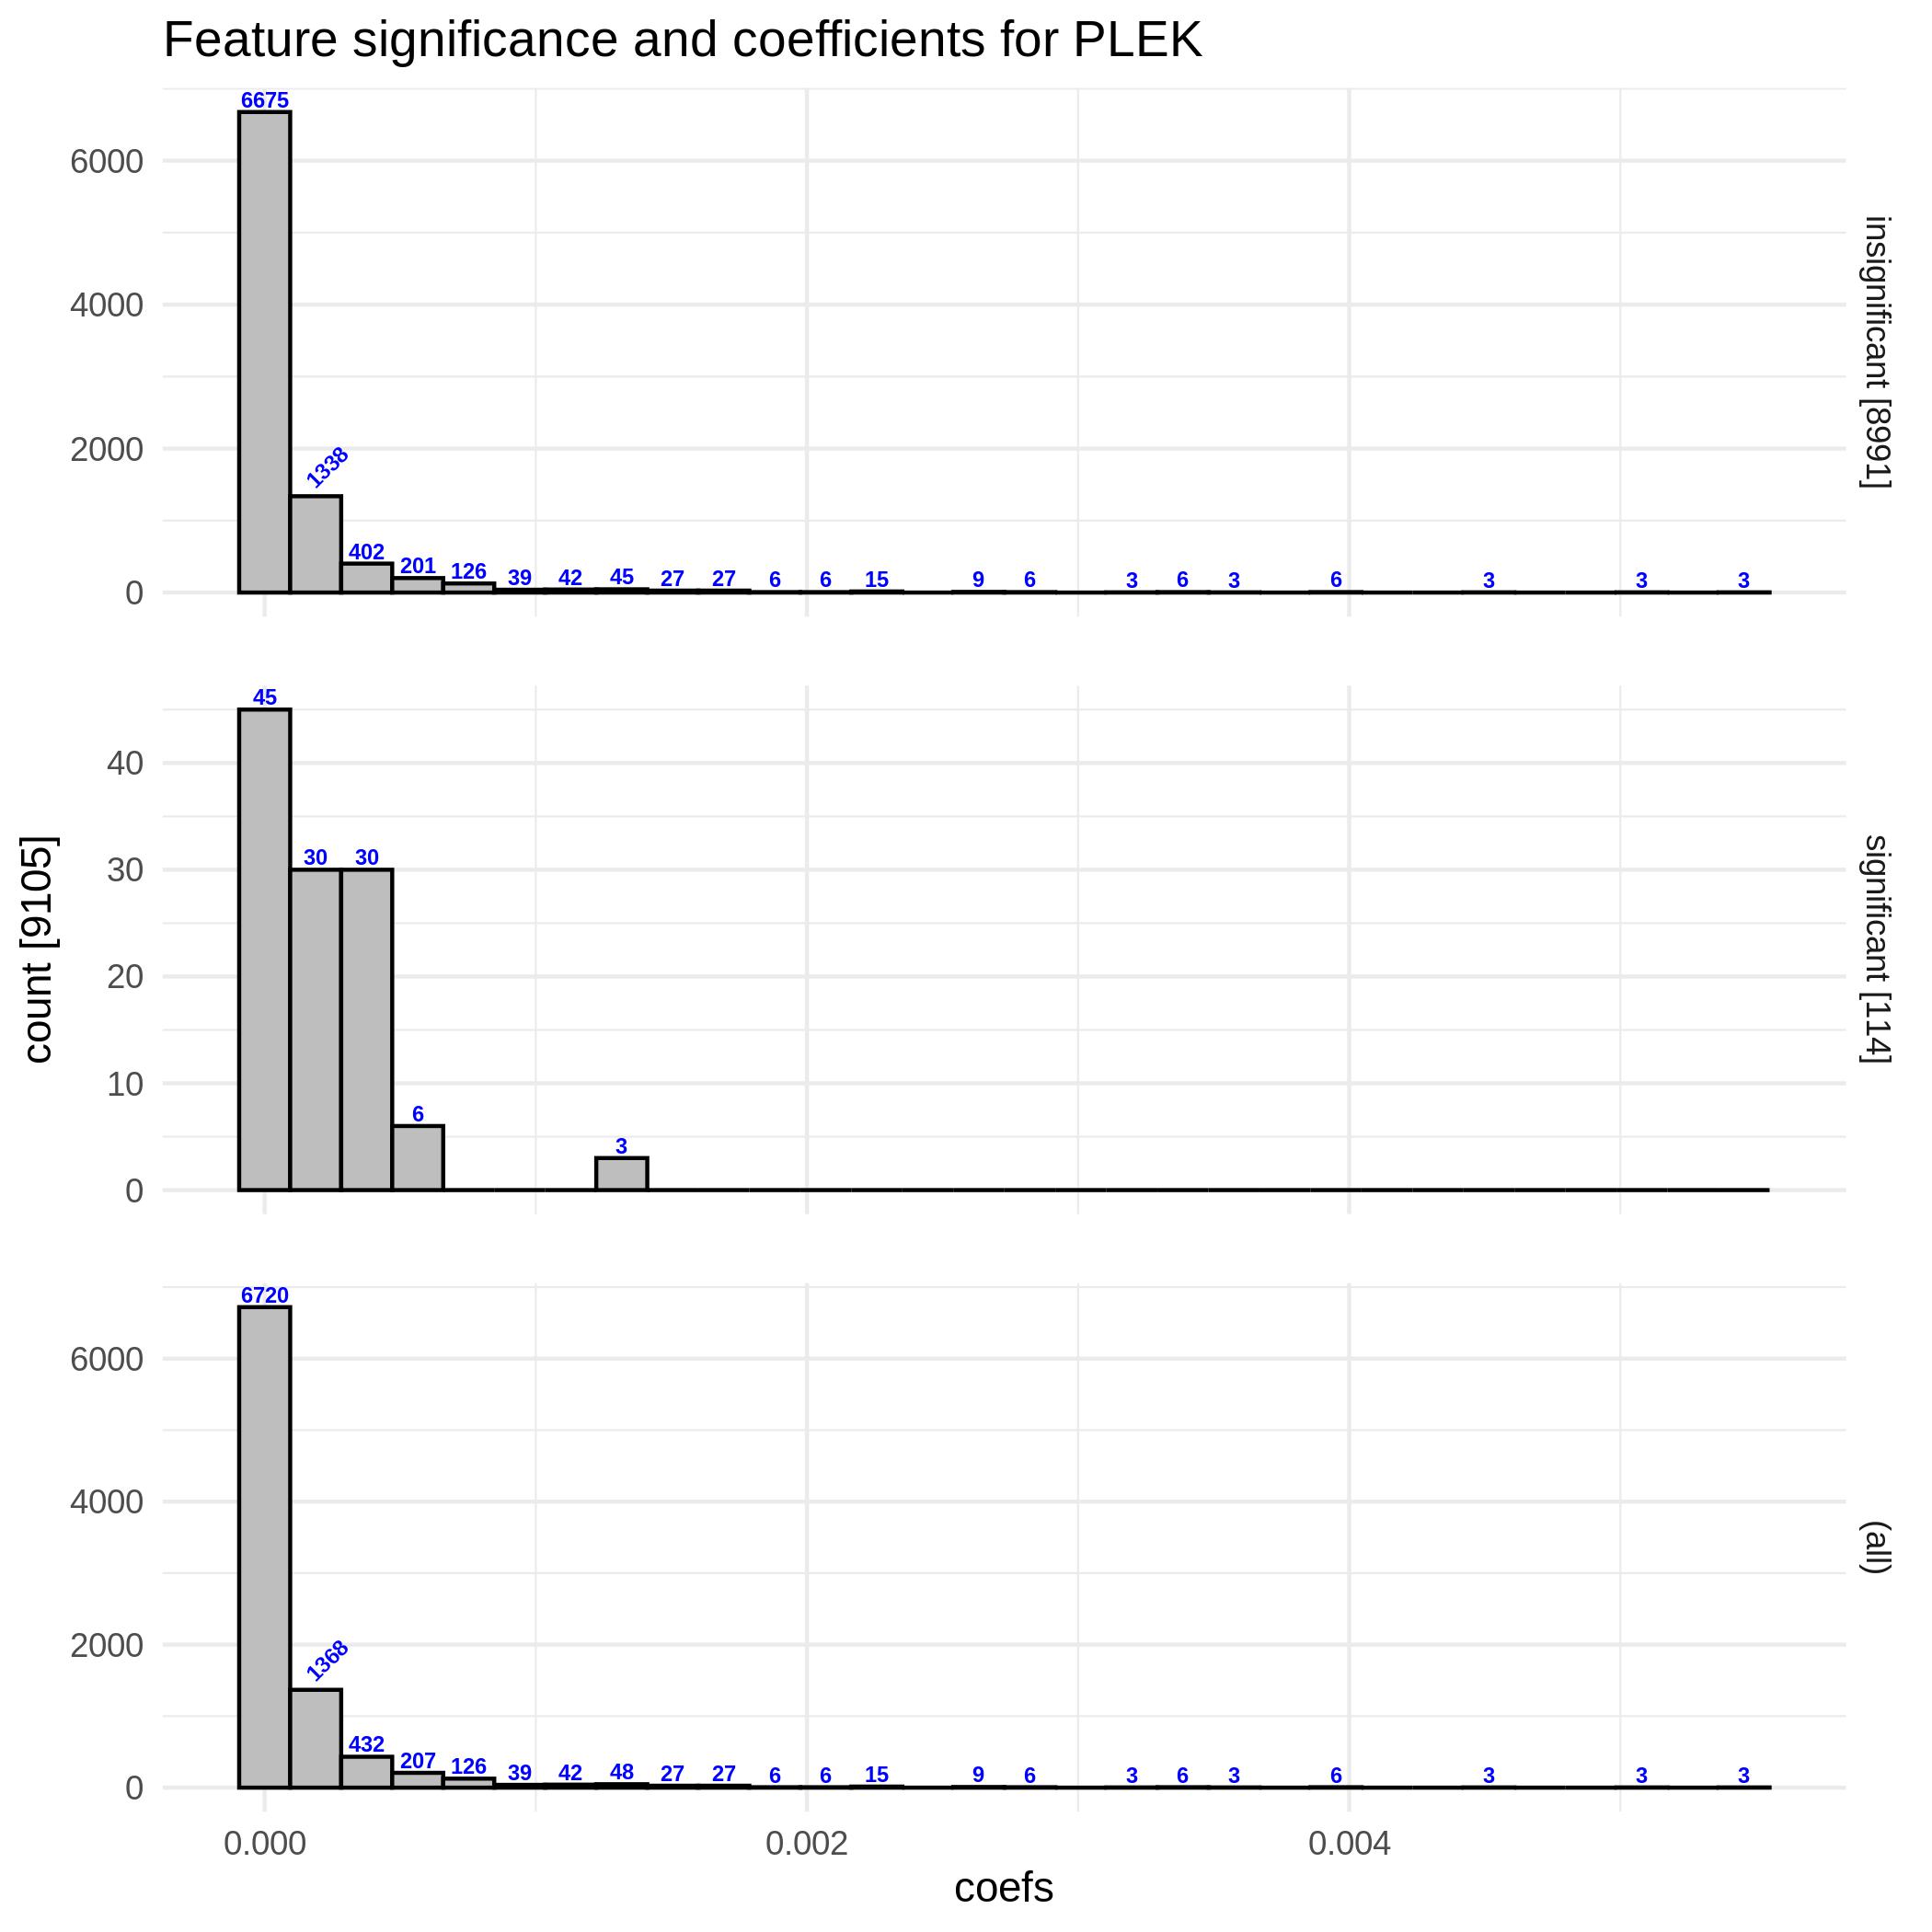 Feature significance and coefficients for PLEK
6675
6000
4000
2000
0
1338
402 201 126 39 42 45 27 27 6 6 15 9 6 3 6 3 6 3 3 3
insignificant [8991]
45
40
30
20
10
0
30 30
6
3
significant [114]
count [9105]
6720
6000
4000
2000
0
1368
432 207 126 39 42 48 27 27 6 6 15 9 6 3 6 3 6 3 3 3
(all)
0.000 0.002 0.004
coefs